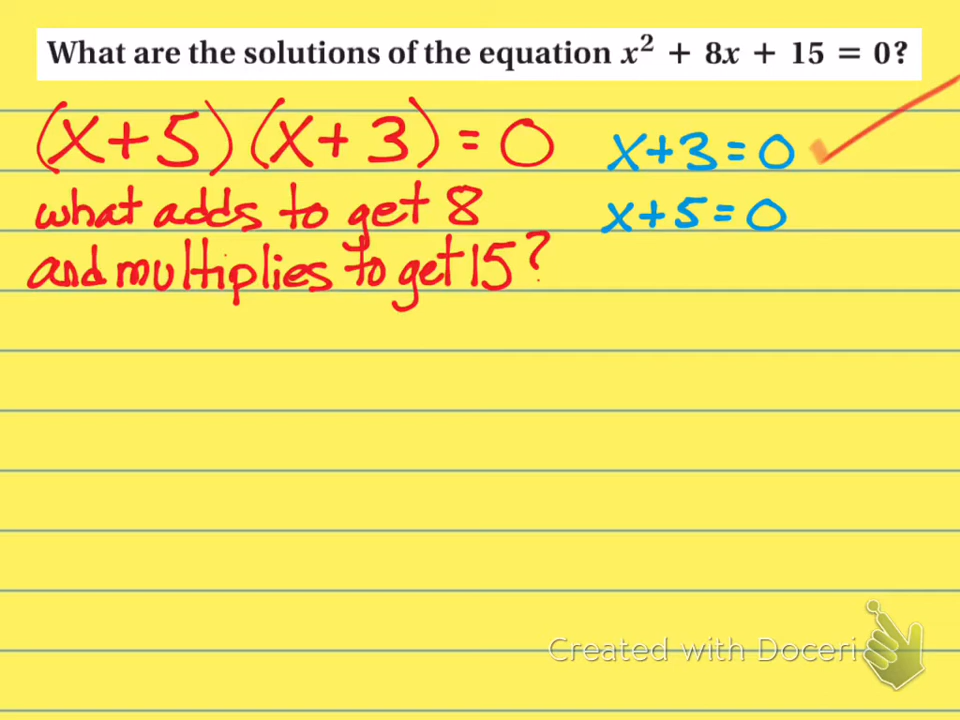 What are the solutions of the equation x² + 8x + 15 = 0?
(x+5)(x+3)=0
what adds to get 8
and multiplies to get 15?
x+3=0
x+5=0
Created with Doceri